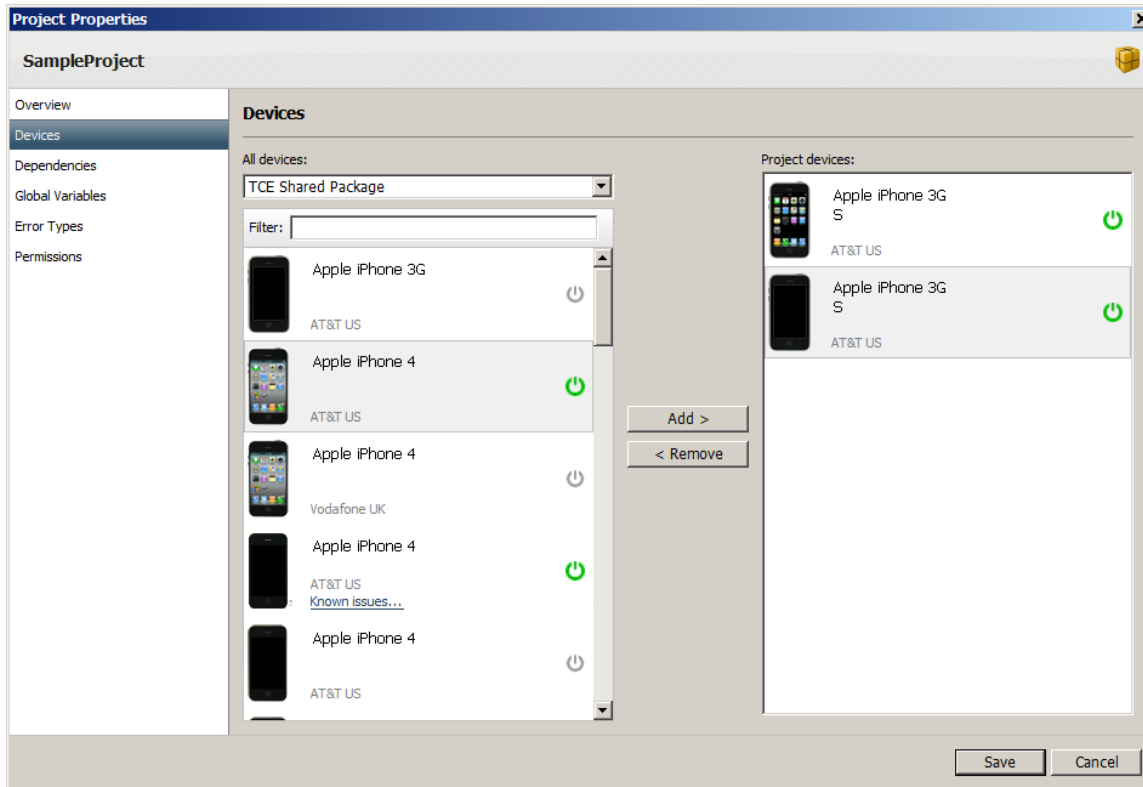 Project Properties
SampleProject
Overview
Devices
Dependencies
Global Variables
Error Types
Permissions
Devices
All devices:
TCE Shared Package
Filter:
Apple iPhone 3G
AT&T US
Apple iPhone 4
AT&T US
Apple iPhone 4
Vodafone UK
Apple iPhone 4
AT&T US
Known issues...
Apple iPhone 4
AT&T US
Add >
< Remove
Project devices:
Apple iPhone 3G
S
AT&T US
Apple iPhone 3G
S
AT&T US
Save
Cancel